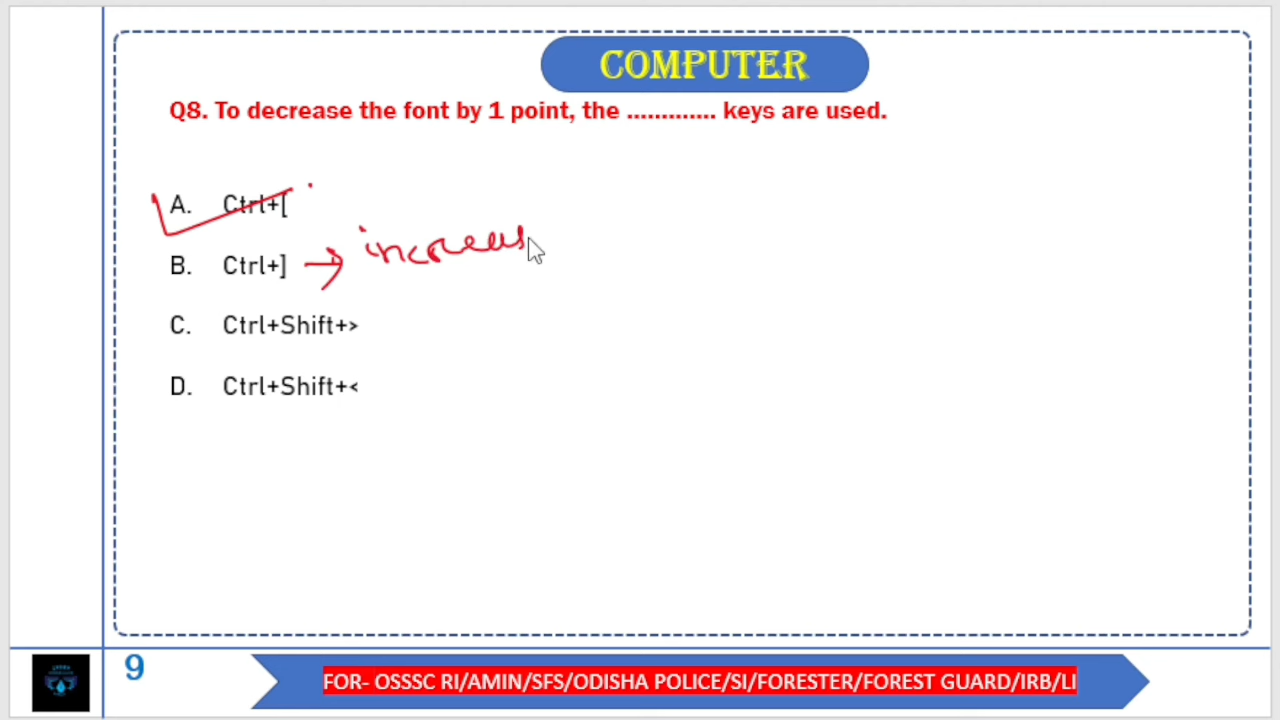 COMPUTER
Q8. To decrease the font by 1 point, the ............. keys are used.
A. Ctrl+[
B. Ctrl+] → increas
C. Ctrl+Shift+>
D. Ctrl+Shift+<
9
FOR- OSSSC RI/AMIN/SFS/ODISHA POLICE/SI/FORESTER/FOREST GUARD/IRB/LI